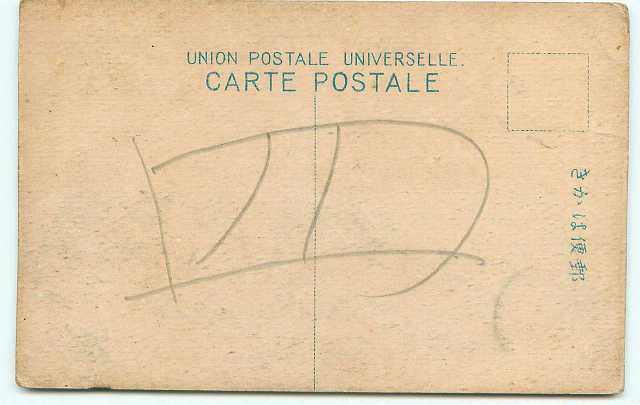 UNION POSTALE UNIVERSELLE.
CARTE POSTALE
郵便はかき